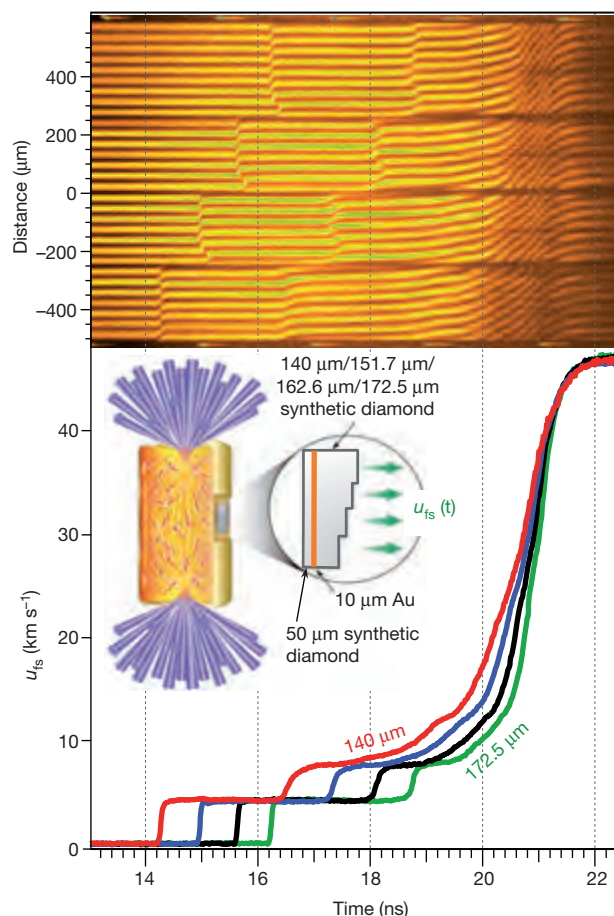 Distance (µm)
400
200
0
−200
−400
140 µm/151.7 µm/
162.6 µm/172.5 µm
synthetic diamond
u_fs (t)
10 µm Au
50 µm synthetic
diamond
140 µm
172.5 µm
u_fs (km s⁻¹)
40
30
20
10
0
14 16 18 20 22
Time (ns)